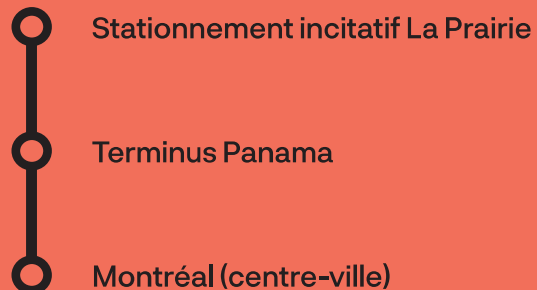 Stationnement incitatif La Prairie
Terminus Panama
Montréal (centre-ville)